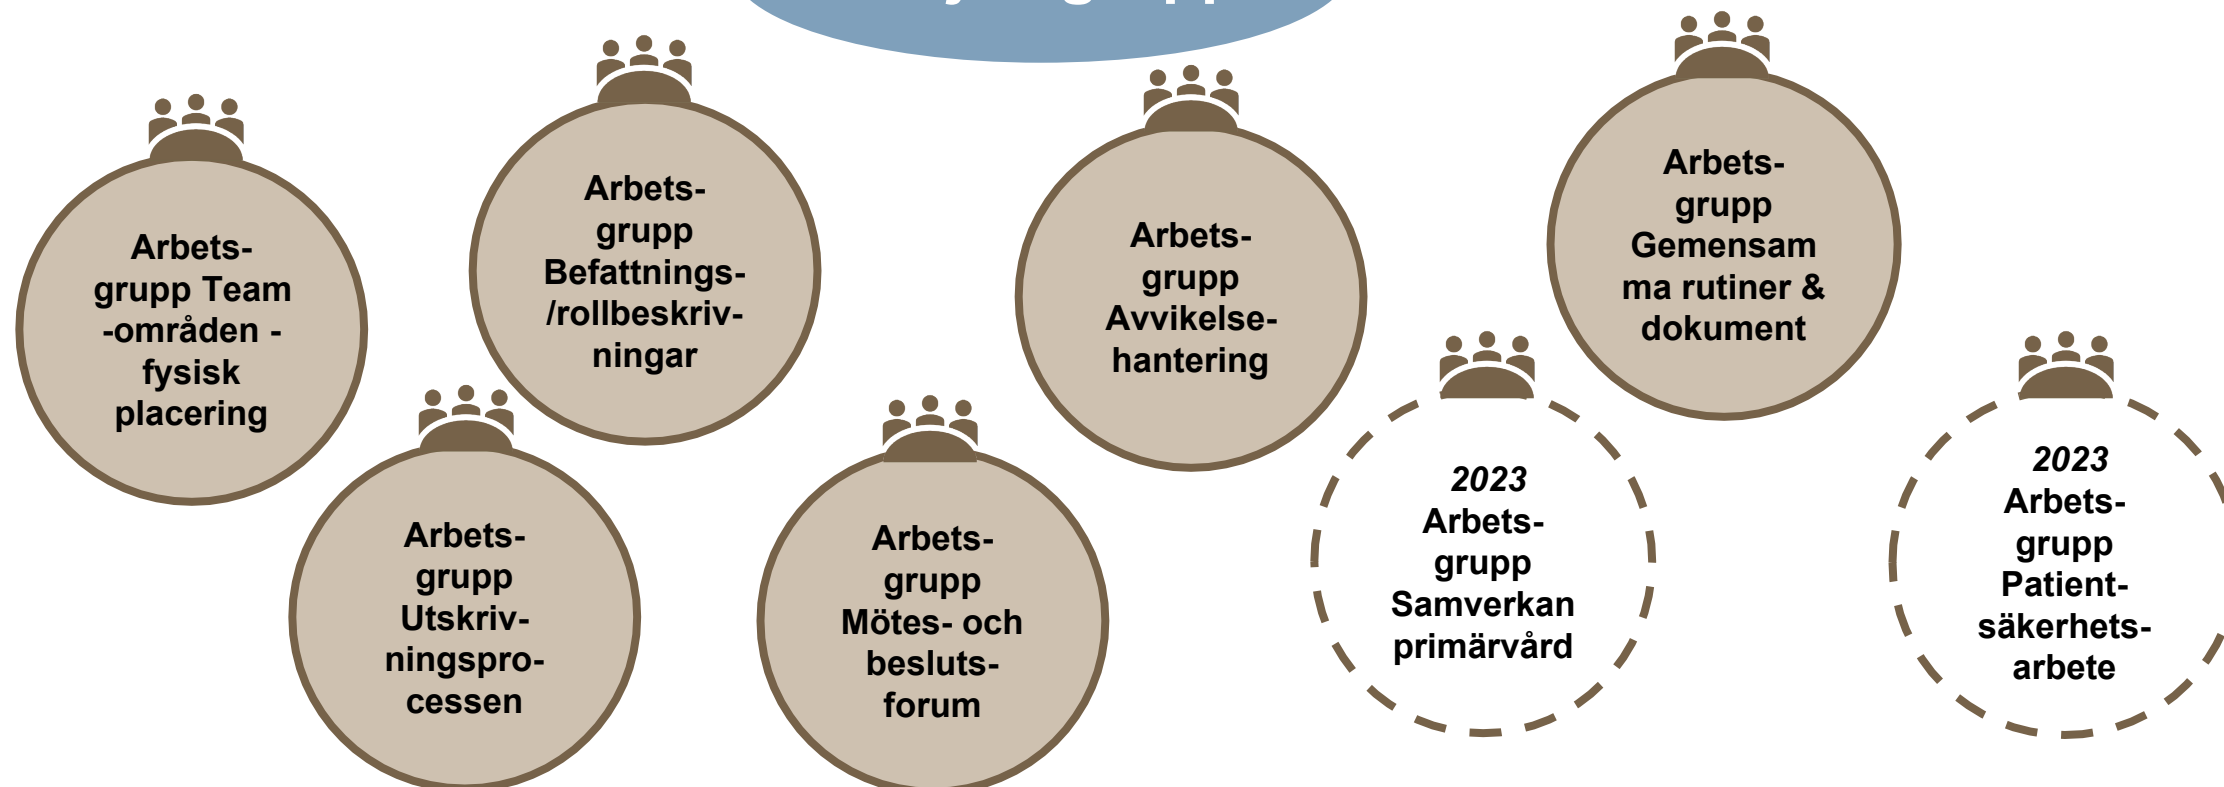 Arbets-
grupp Team
-områden -
fysisk
placering
Arbets-
grupp
Befattnings-
/rollbeskriv-
ningar
Arbets-
grupp
Avvikelse-
hantering
Arbets-
grupp
Gemensam
ma rutiner &
dokument
Arbets-
grupp
Utskriv-
ningspro-
cessen
Arbets-
grupp
Mötes- och
besluts-
forum
2023
Arbets-
grupp
Samverkan
primärvård
2023
Arbets-
grupp
Patient-
säkerhets-
arbete